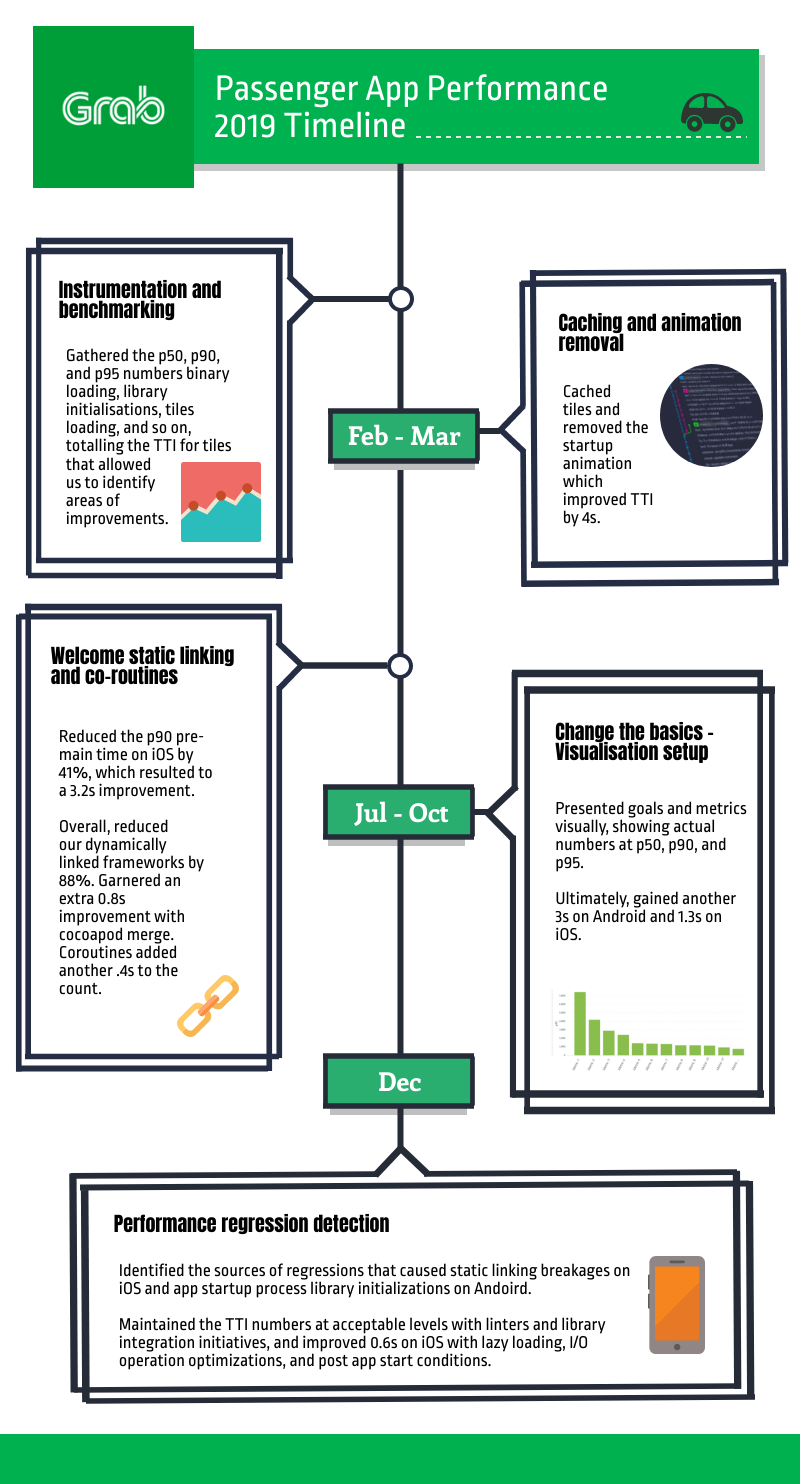 Grab
Passenger App Performance
2019 Timeline
Instrumentation and
benchmarking
Gathered the p50, p90,
and p95 numbers binary
loading, library
initialisations, tiles
loading, and so on,
totalling the TTI for tiles
that allowed
us to identify
areas of
improvements.
Feb - Mar
Caching and animation
removal
Cached
tiles and
removed the
startup
animation
which
improved TTI
by 4s.
Welcome static linking
and co-routines
Reduced the p90 pre-
main time on iOS by
41%, which resulted to
a 3.2s improvement.
Overall, reduced
our dynamically
linked frameworks by
88%. Garnered an
extra 0.8s
improvement with
cocoapod merge.
Coroutines added
another .4s to the
count.
Jul - Oct
Change the basics -
Visualisation setup
Presented goals and metrics
visually, showing actual
numbers at p50, p90, and
p95.
Ultimately, gained another
3s on Android and 1.3s on
iOS.
Dec
Performance regression detection
Identified the sources of regressions that caused static linking breakages on
iOS and app startup process library initializations on Andoird.
Maintained the TTI numbers at acceptable levels with linters and library
integration initiatives, and improved 0.6s on iOS with lazy loading, I/O
operation optimizations, and post app start conditions.